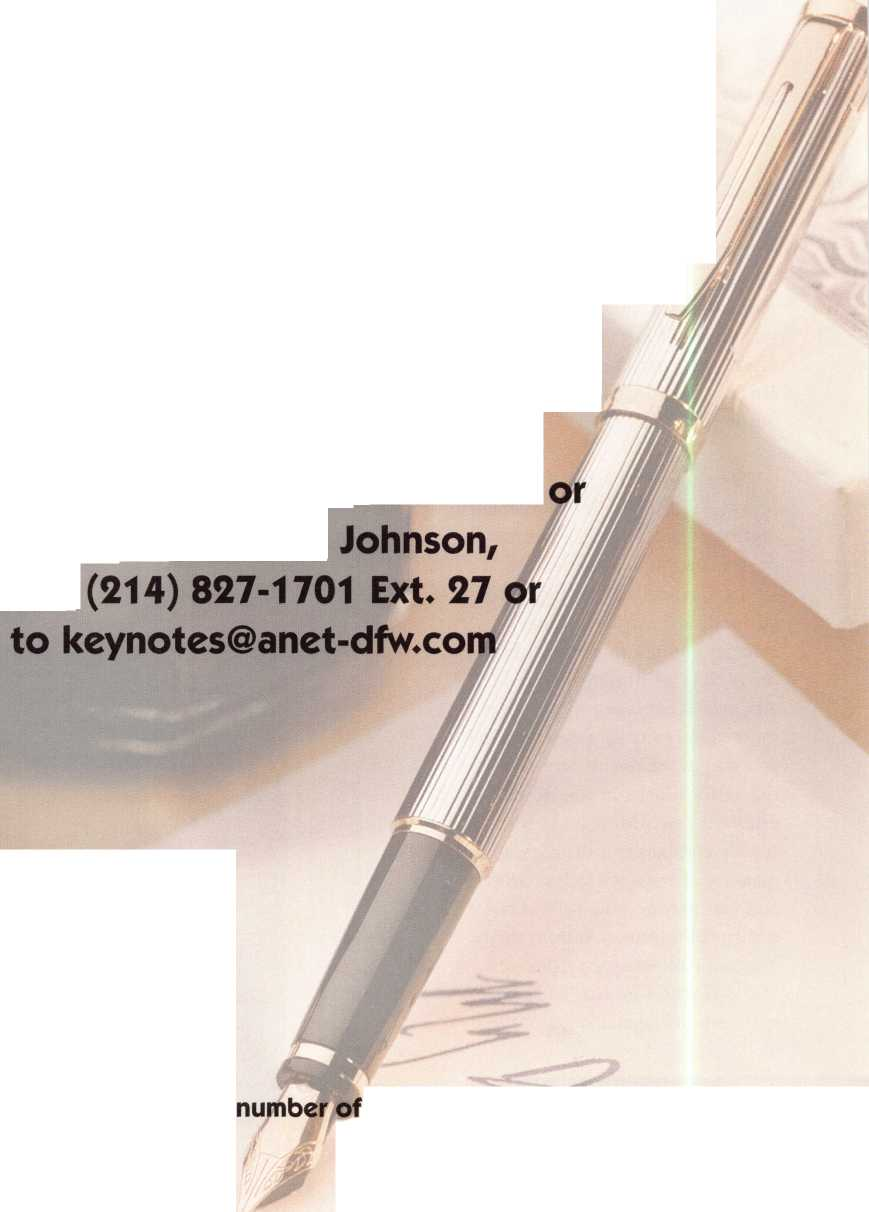 or
Johnson,
(214) 827-1701 Ext. 27 or
to keynotes@anet-dfw.com
number of